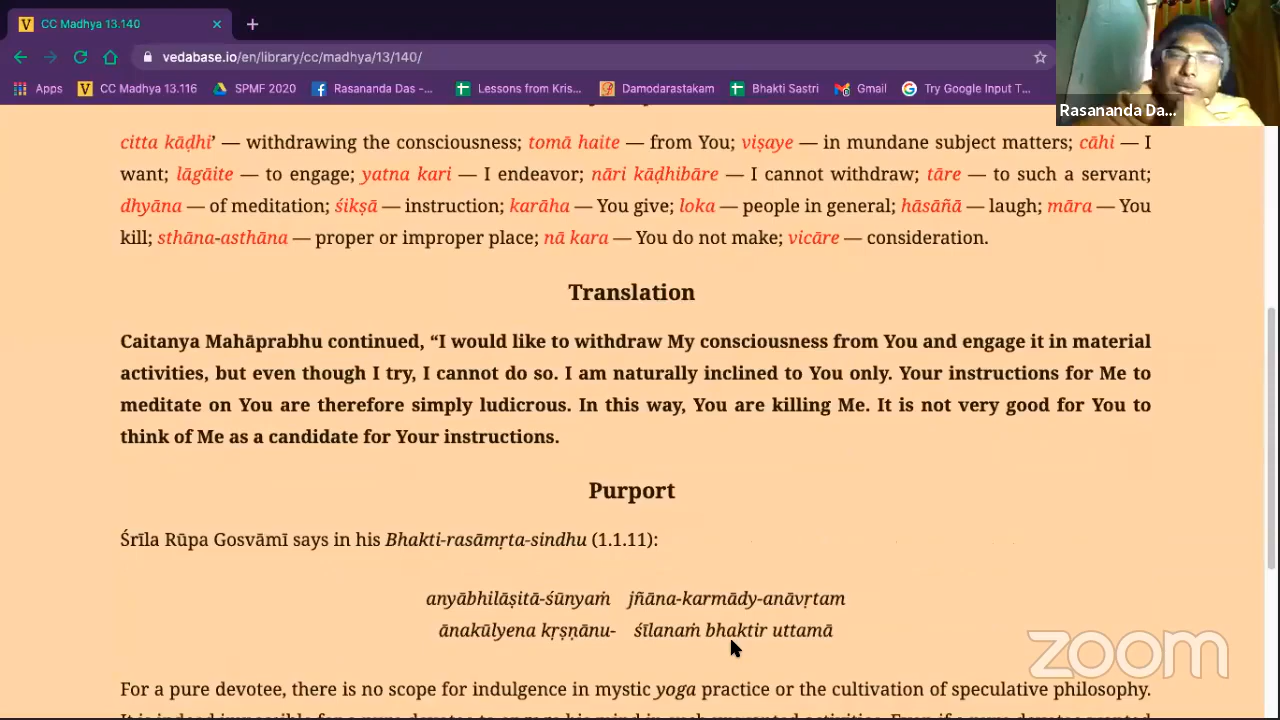 CC Madhya 13.140
vedabase.io/en/library/cc/madhya/13/140/
Apps CC Madhya 13.116 SPMF 2020 Rasananda Das -... Lessons from Kris... Damodarastakam Bhakti Sastri Gmail Try Google Input T...
Rasananda Da...
citta kāḍhi’ — withdrawing the consciousness; tomā haite — from You; viṣaye — in mundane subject matters; cāhi — I
want; lāgāite — to engage; yatna kari — I endeavor; nāri kāḍhibāre — I cannot withdraw; tāre — to such a servant;
dhyāna — of meditation; śikṣā — instruction; karāha — You give; loka — people in general; hāsāñā — laugh; māra — You
kill; sthāna-asthāna — proper or improper place; nā kara — You do not make; vicāre — consideration.
Translation
Caitanya Mahāprabhu continued, “I would like to withdraw My consciousness from You and engage it in material
activities, but even though I try, I cannot do so. I am naturally inclined to You only. Your instructions for Me to
meditate on You are therefore simply ludicrous. In this way, You are killing Me. It is not very good for You to
think of Me as a candidate for Your instructions.
Purport
Śrīla Rūpa Gosvāmī says in his Bhakti-rasāmṛta-sindhu (1.1.11):
anyābhilāṣitā-śūnyaṁ jñāna-karmādy-anāvṛtam
ānakūlyena kṛṣṇānu- śīlanaṁ bhaktir uttamā
zoom
For a pure devotee, there is no scope for indulgence in mystic yoga practice or the cultivation of speculative philosophy.